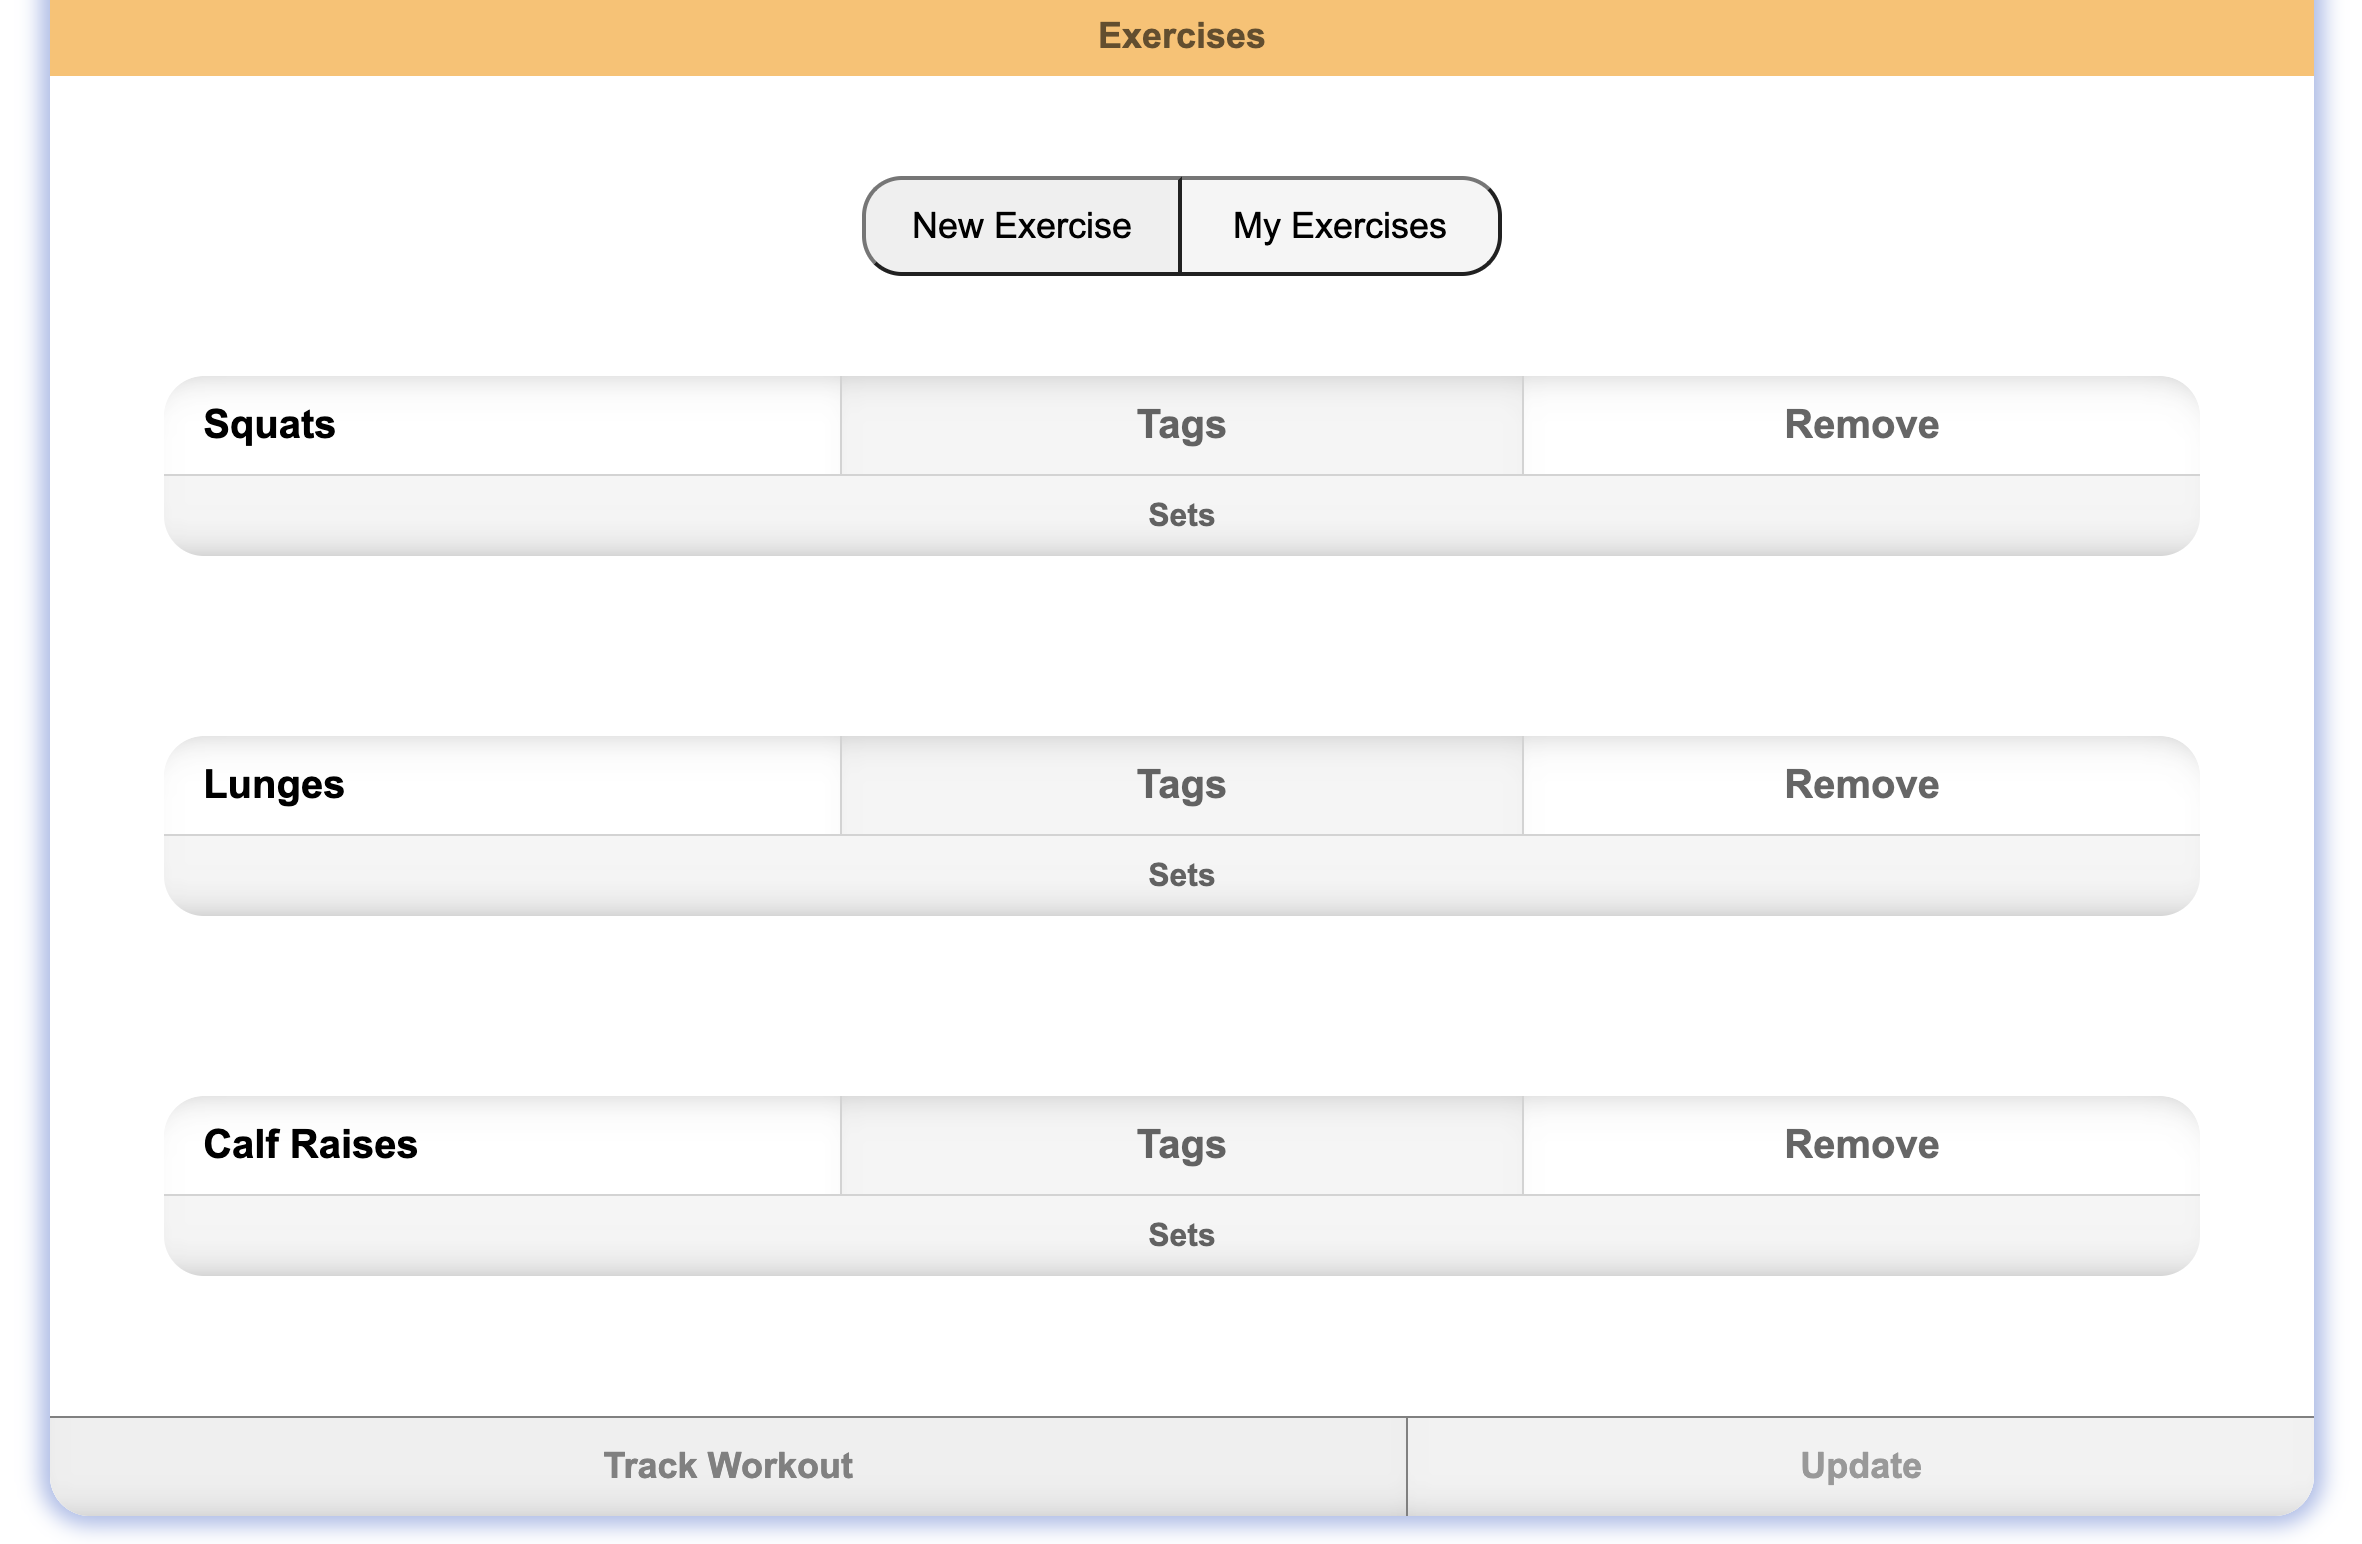 Exercises
New Exercise My Exercises
Squats Tags Remove
Sets
Lunges Tags Remove
Sets
Calf Raises Tags Remove
Sets
Track Workout Update